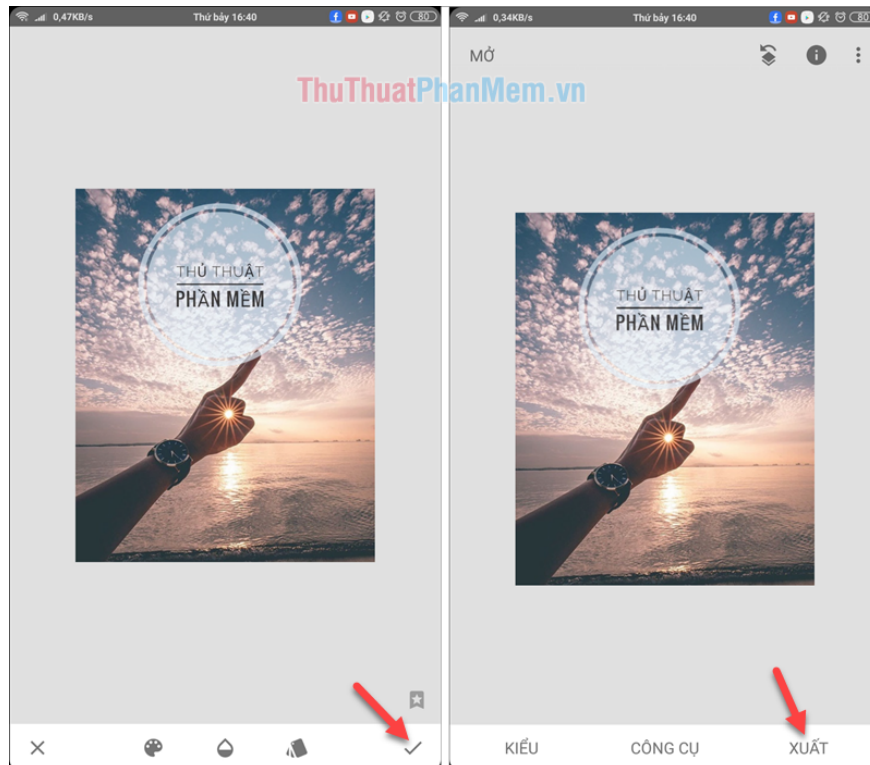 0,47KB/s Thứ bảy 16:40 80
THỦ THUẬT
PHẦN MỀM
0,34KB/s Thứ bảy 16:40 80
MỞ
ThuThuatPhanMem.vn
THỦ THUẬT
PHẦN MỀM
KIỂU CÔNG CỤ XUẤT